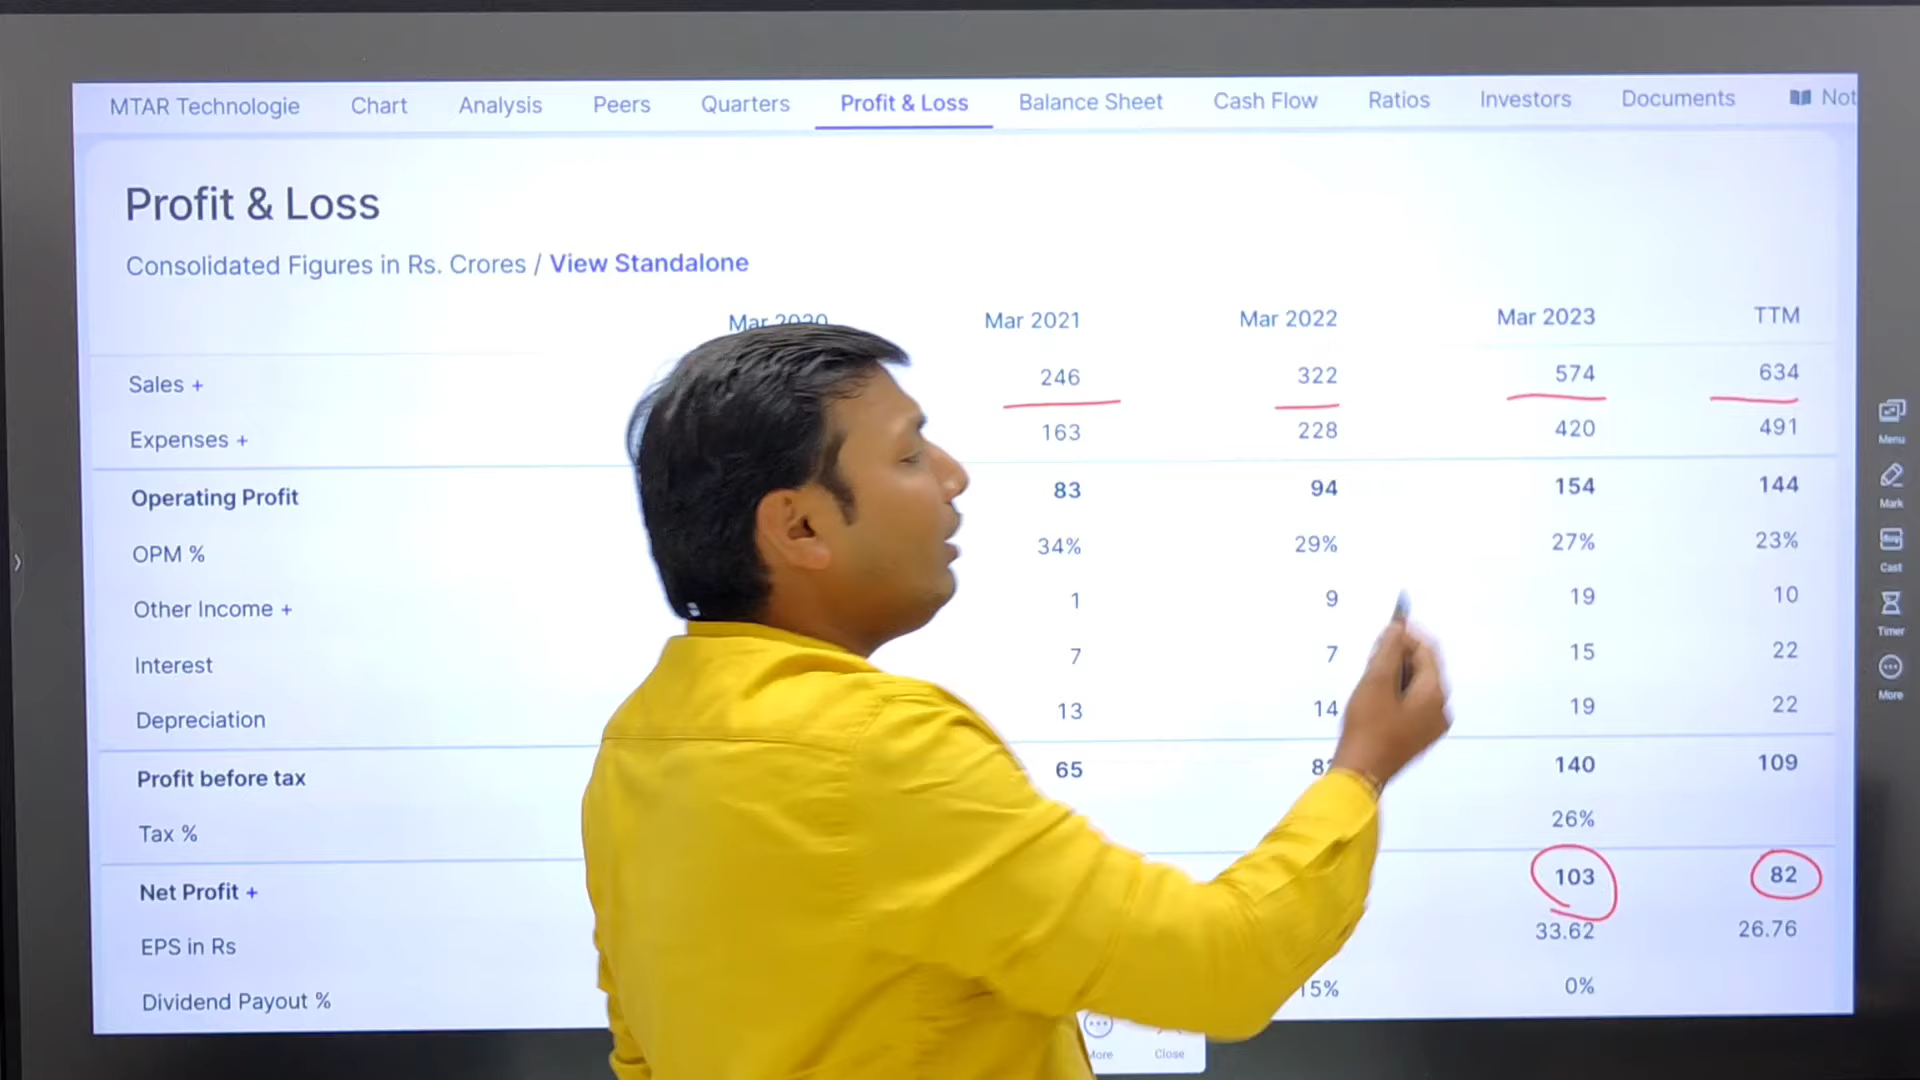 MTAR Technologie Chart Analysis Peers Quarters Profit & Loss Balance Sheet Cash Flow Ratios Investors Documents Not
Profit & Loss
Consolidated Figures in Rs. Crores / View Standalone
Mar 2020 Mar 2021 Mar 2022 Mar 2023 TTM
Sales + 246 322 574 634
Expenses + 163 228 420 491
Operating Profit 83 94 154 144
OPM % 34% 29% 27% 23%
Other Income + 1 9 19 10
Interest 7 7 15 22
Depreciation 13 14 19 22
Profit before tax 65 140 109
Tax % 26%
Net Profit + 103 82
EPS in Rs 33.62 26.76
Dividend Payout % 15% 0%
More Close
Menu
Mark
Cast
Timer
More